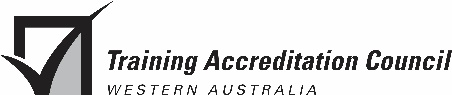 Training Accreditation Council
WESTERN AUSTRALIA